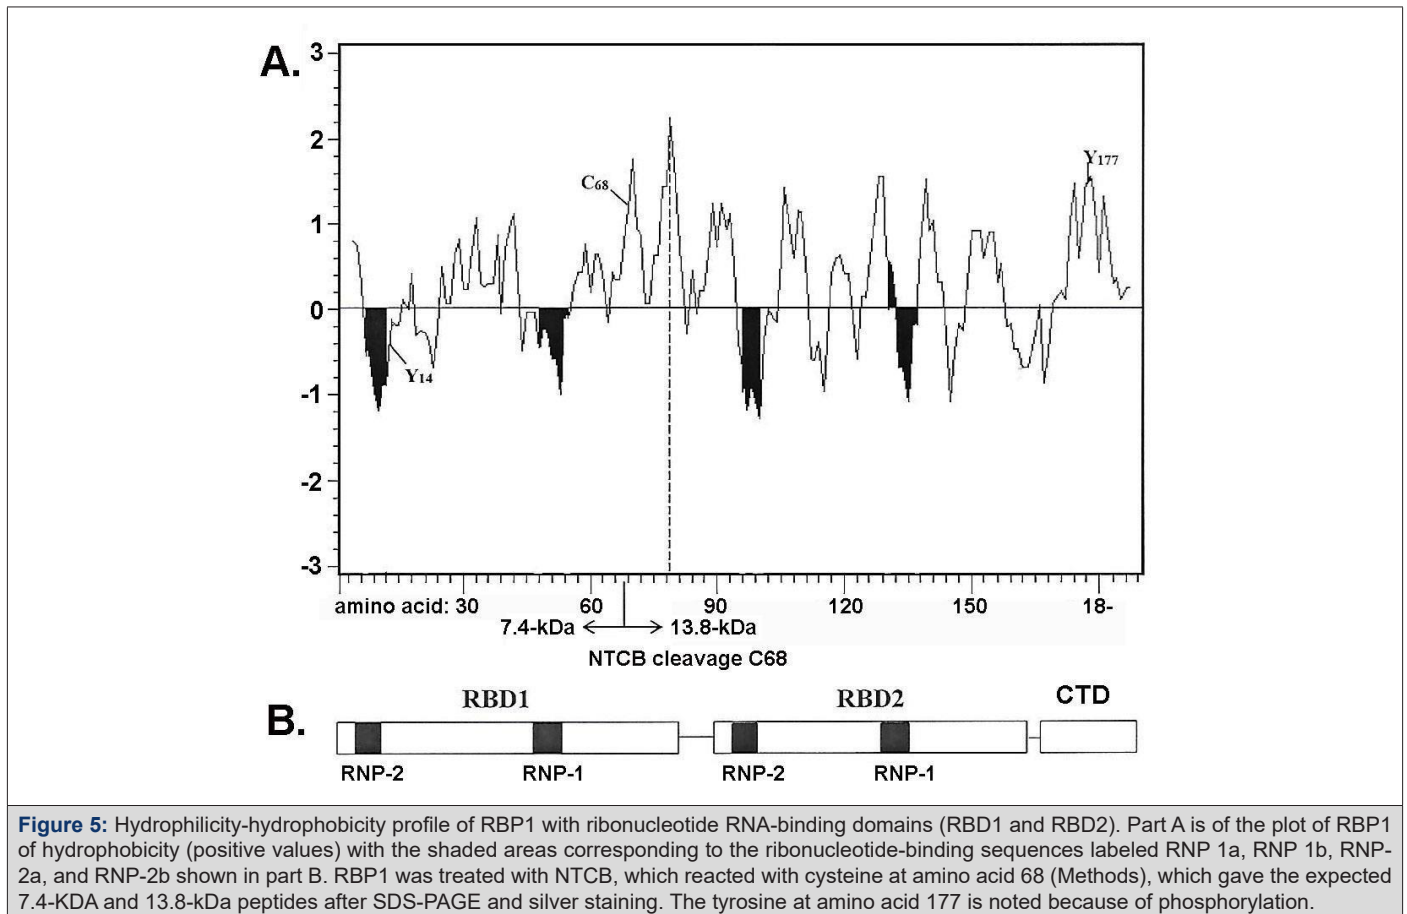 A.
3
2
1
0
-1
-2
-3
C68
Y177
Y14
amino acid: 30 60 90 120 150 18-
7.4-kDa 13.8-kDa
NTCB cleavage C68
B.
RBD1 RBD2 CTD
RNP-2 RNP-1 RNP-2 RNP-1
Figure 5: Hydrophilicity-hydrophobicity profile of RBP1 with ribonucleotide RNA-binding domains (RBD1 and RBD2). Part A is of the plot of RBP1
of hydrophobicity (positive values) with the shaded areas corresponding to the ribonucleotide-binding sequences labeled RNP 1a, RNP 1b, RNP-
2a, and RNP-2b shown in part B. RBP1 was treated with NTCB, which reacted with cysteine at amino acid 68 (Methods), which gave the expected
7.4-KDA and 13.8-kDa peptides after SDS-PAGE and silver staining. The tyrosine at amino acid 177 is noted because of phosphorylation.